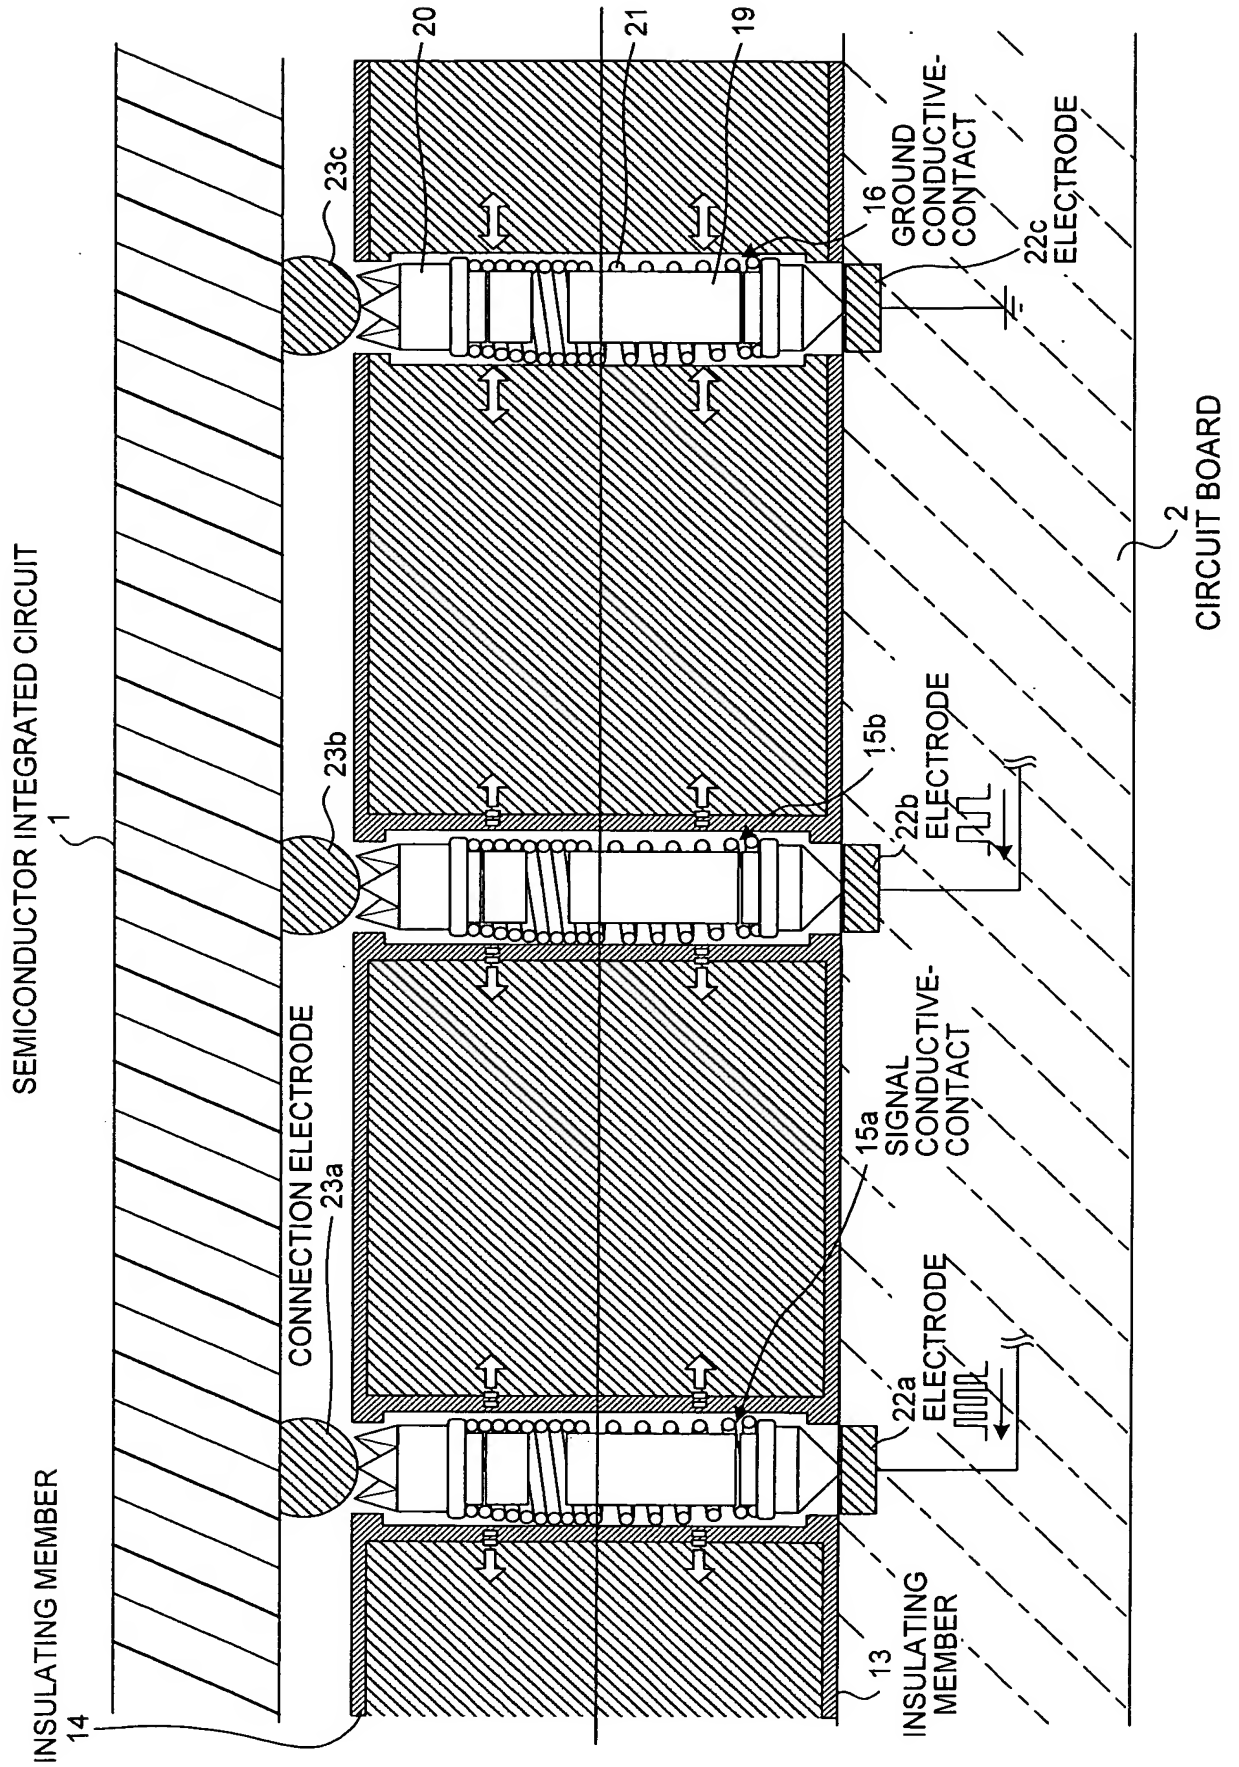 SEMICONDUCTOR INTEGRATED CIRCUIT
1
INSULATING MEMBER
14
CONNECTION ELECTRODE
23a
23b
23c
20
21
19
13
INSULATING
MEMBER
22a
ELECTRODE
15a
SIGNAL
CONDUCTIVE-
CONTACT
22b
ELECTRODE
15b
16
GROUND
CONDUCTIVE-
CONTACT
22c
ELECTRODE
2
CIRCUIT BOARD